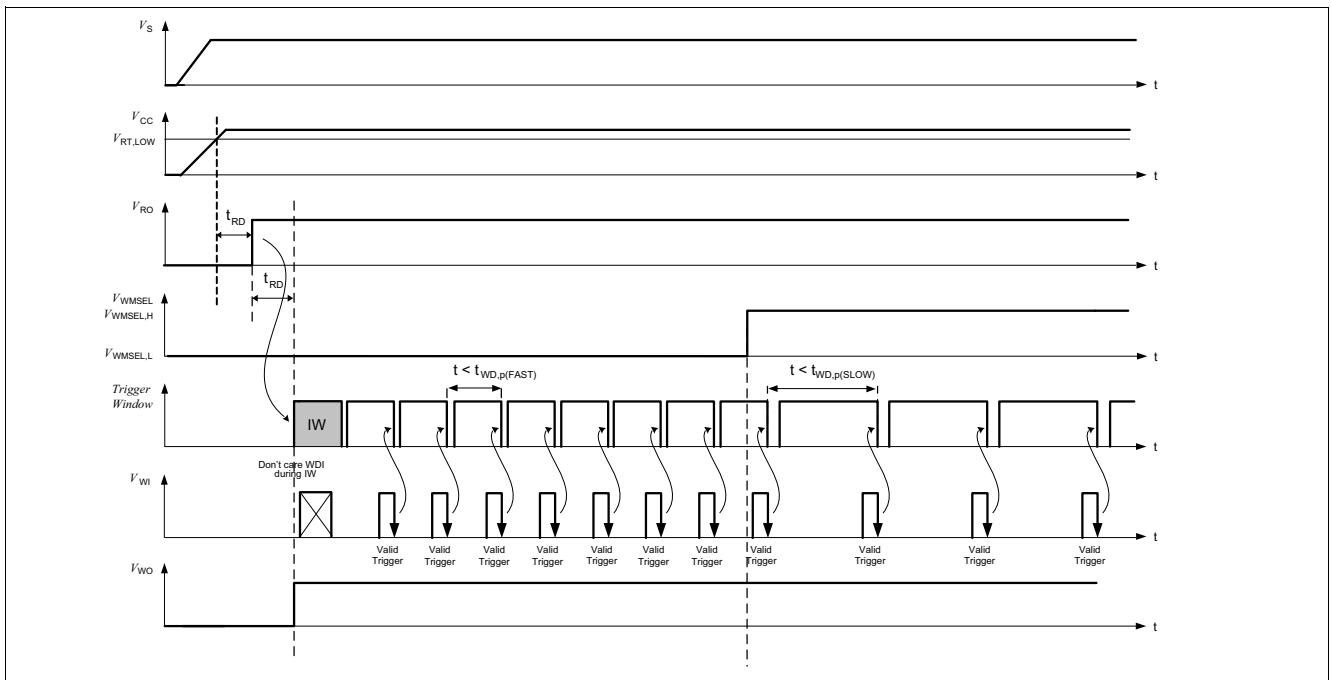 VS
t
VCC
VRT,LOW
t
VRO
tRD
t
tRD
VWMSEL
VWMSEL,H
VWMSEL,L
t
Trigger
Window
t < tWD,p(FAST)
t < tWD,p(SLOW)
IW
t
Don't care WDI
during IW
VWI
t
Valid
Trigger
Valid
Trigger
Valid
Trigger
Valid
Trigger
Valid
Trigger
Valid
Trigger
Valid
Trigger
Valid
Trigger
Valid
Trigger
Valid
Trigger
Valid
Trigger
VWO
t